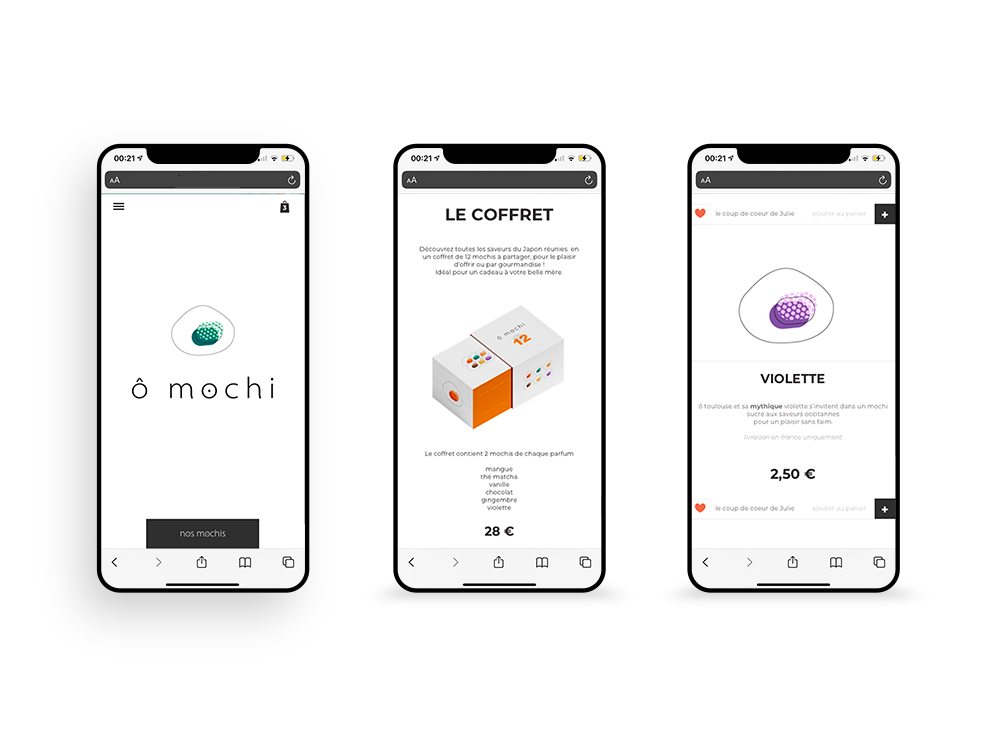 00:21
AA
3
ô mochi
nos mochis
00:21
AA
LE COFFRET
Découvrez toutes les saveurs du Japon réunies en
un coffret de 12 mochis à partager, pour le plaisir
d'offrir ou par gourmandise !
Idéal pour un cadeau à votre belle mère.
ô mochi
12
Le coffret contient 2 mochis de chaque parfum
mangue
thé matcha
vanille
chocolat
gingembre
violette
28 €
00:21
AA
le coup de coeur de Julie ajouter au panier +
VIOLETTE
ô toulouse et sa mythique violette s'invitent dans un mochi
sucré aux saveurs occitannes
pour un plaisir sans faim.
livraison en france uniquement
2,50 €
le coup de coeur de Julie ajouter au panier +